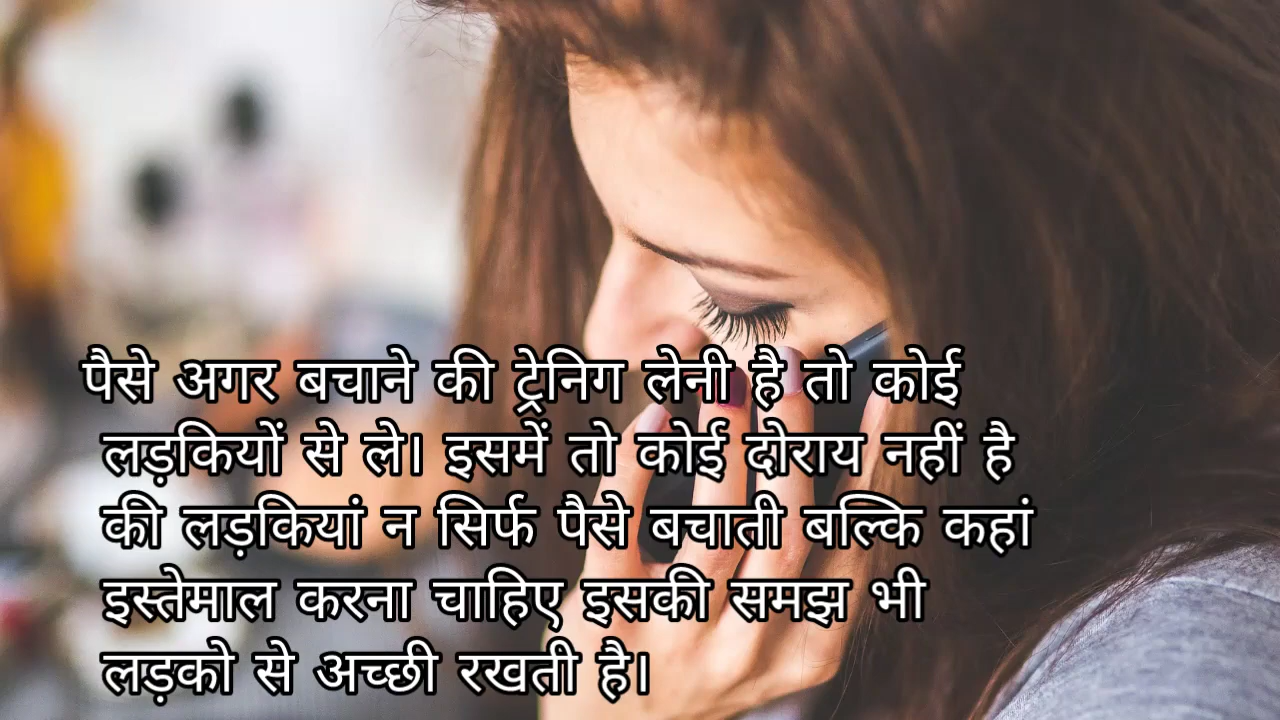 पैसे अगर बचाने की ट्रेनिग लेनी है तो कोई
लड़कियों से ले। इसमें तो कोई दोराय नहीं है
की लड़कियां न सिर्फ पैसे बचाती बल्कि कहां
इस्तेमाल करना चाहिए इसकी समझ भी
लड़को से अच्छी रखती है।